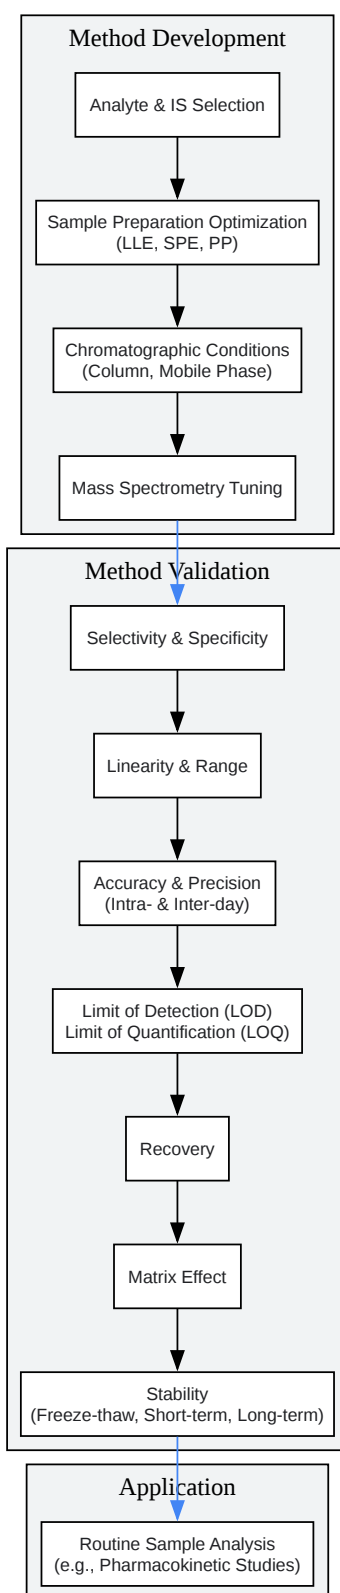 Method Development
Analyte & IS Selection
Sample Preparation Optimization
(LLE, SPE, PP)
Chromatographic Conditions
(Column, Mobile Phase)
Mass Spectrometry Tuning
Method Validation
Selectivity & Specificity
Linearity & Range
Accuracy & Precision
(Intra- & Inter-day)
Limit of Detection (LOD)
Limit of Quantification (LOQ)
Recovery
Matrix Effect
Stability
(Freeze-thaw, Short-term, Long-term)
Application
Routine Sample Analysis
(e.g., Pharmacokinetic Studies)